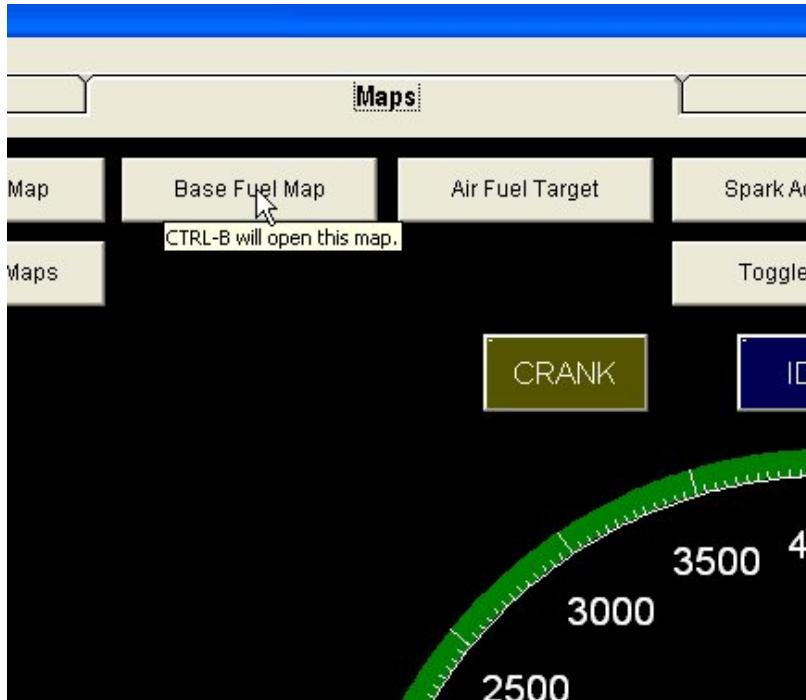 Maps
Map
Base Fuel Map
Air Fuel Target
Spark A
CTRL-B will open this map.
Maps
Toggle
CRANK
ID
4
3500
3000
2500